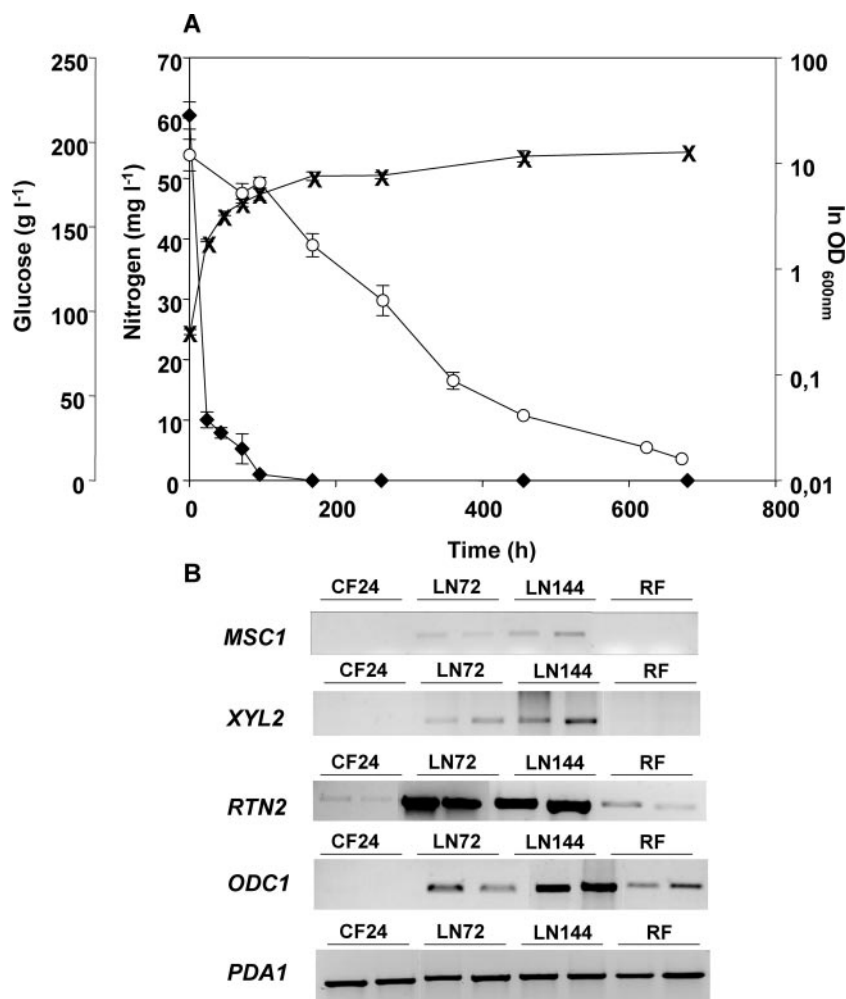 A
250
200
150
100
50
0
Glucose (g l-1)
70
60
50
40
30
20
10
0
Nitrogen (mg l-1)
100
10
1
0,1
0,01
ln OD 600nm
0 200 400 600 800
Time (h)
B
CF24 LN72 LN144 RF
MSC1
CF24 LN72 LN144 RF
XYL2
CF24 LN72 LN144 RF
RTN2
CF24 LN72 LN144 RF
ODC1
CF24 LN72 LN144 RF
PDA1